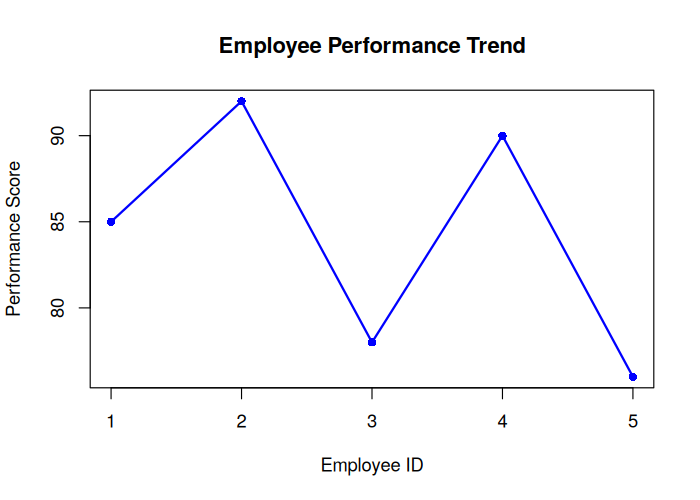 Employee Performance Trend
Performance Score
90
85
80
1 2 3 4 5
Employee ID